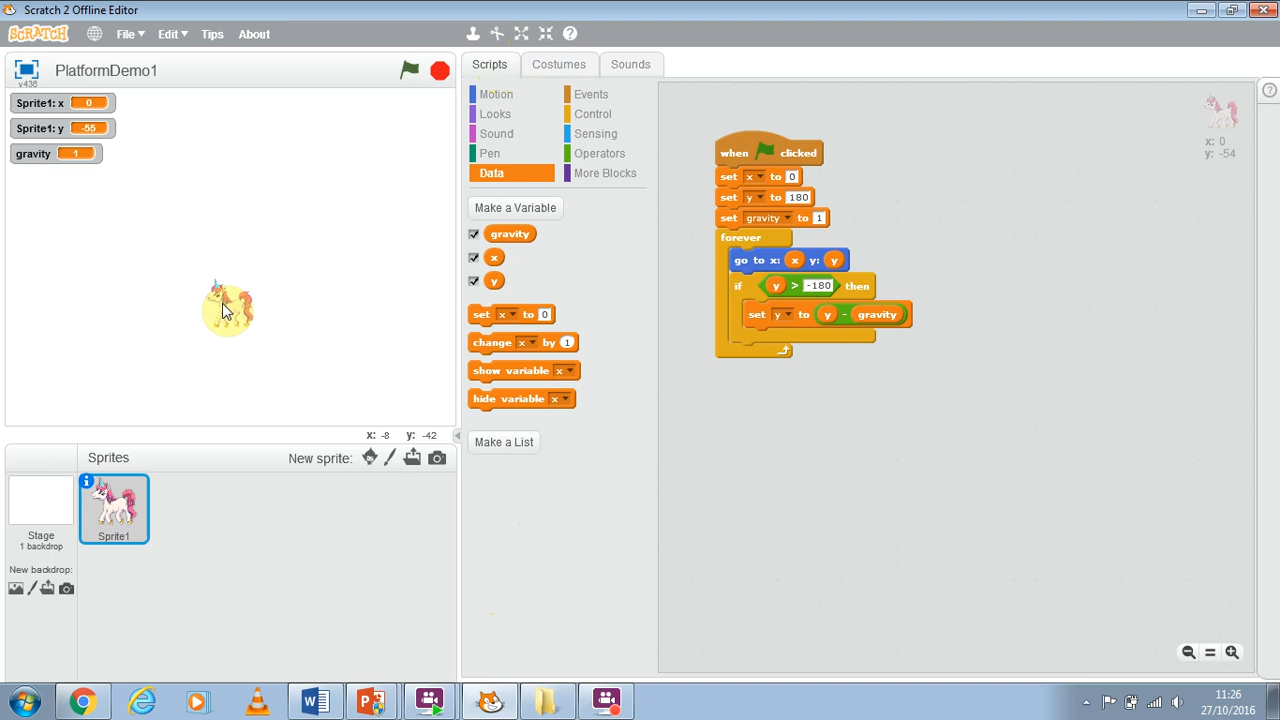 Scratch 2 Offline Editor
SCRATCH File Edit Tips About
PlatformDemo1
v436
Sprite1: x 0
Sprite1: y -55
gravity 1
x: -8 y: -42
Sprites New sprite:
Stage
1 backdrop
New backdrop:
Sprite1
Scripts Costumes Sounds
Motion Events
Looks Control
Sound Sensing
Pen Operators
Data More Blocks
Make a Variable
gravity
x
y
set x to 0
change x by 1
show variable x
hide variable x
Make a List
when clicked
set x to 0
set y to 180
set gravity to 1
forever
go to x: x y: y
if y > -180 then
set y to y - gravity
x: 0
y: -54
11:26
27/10/2016